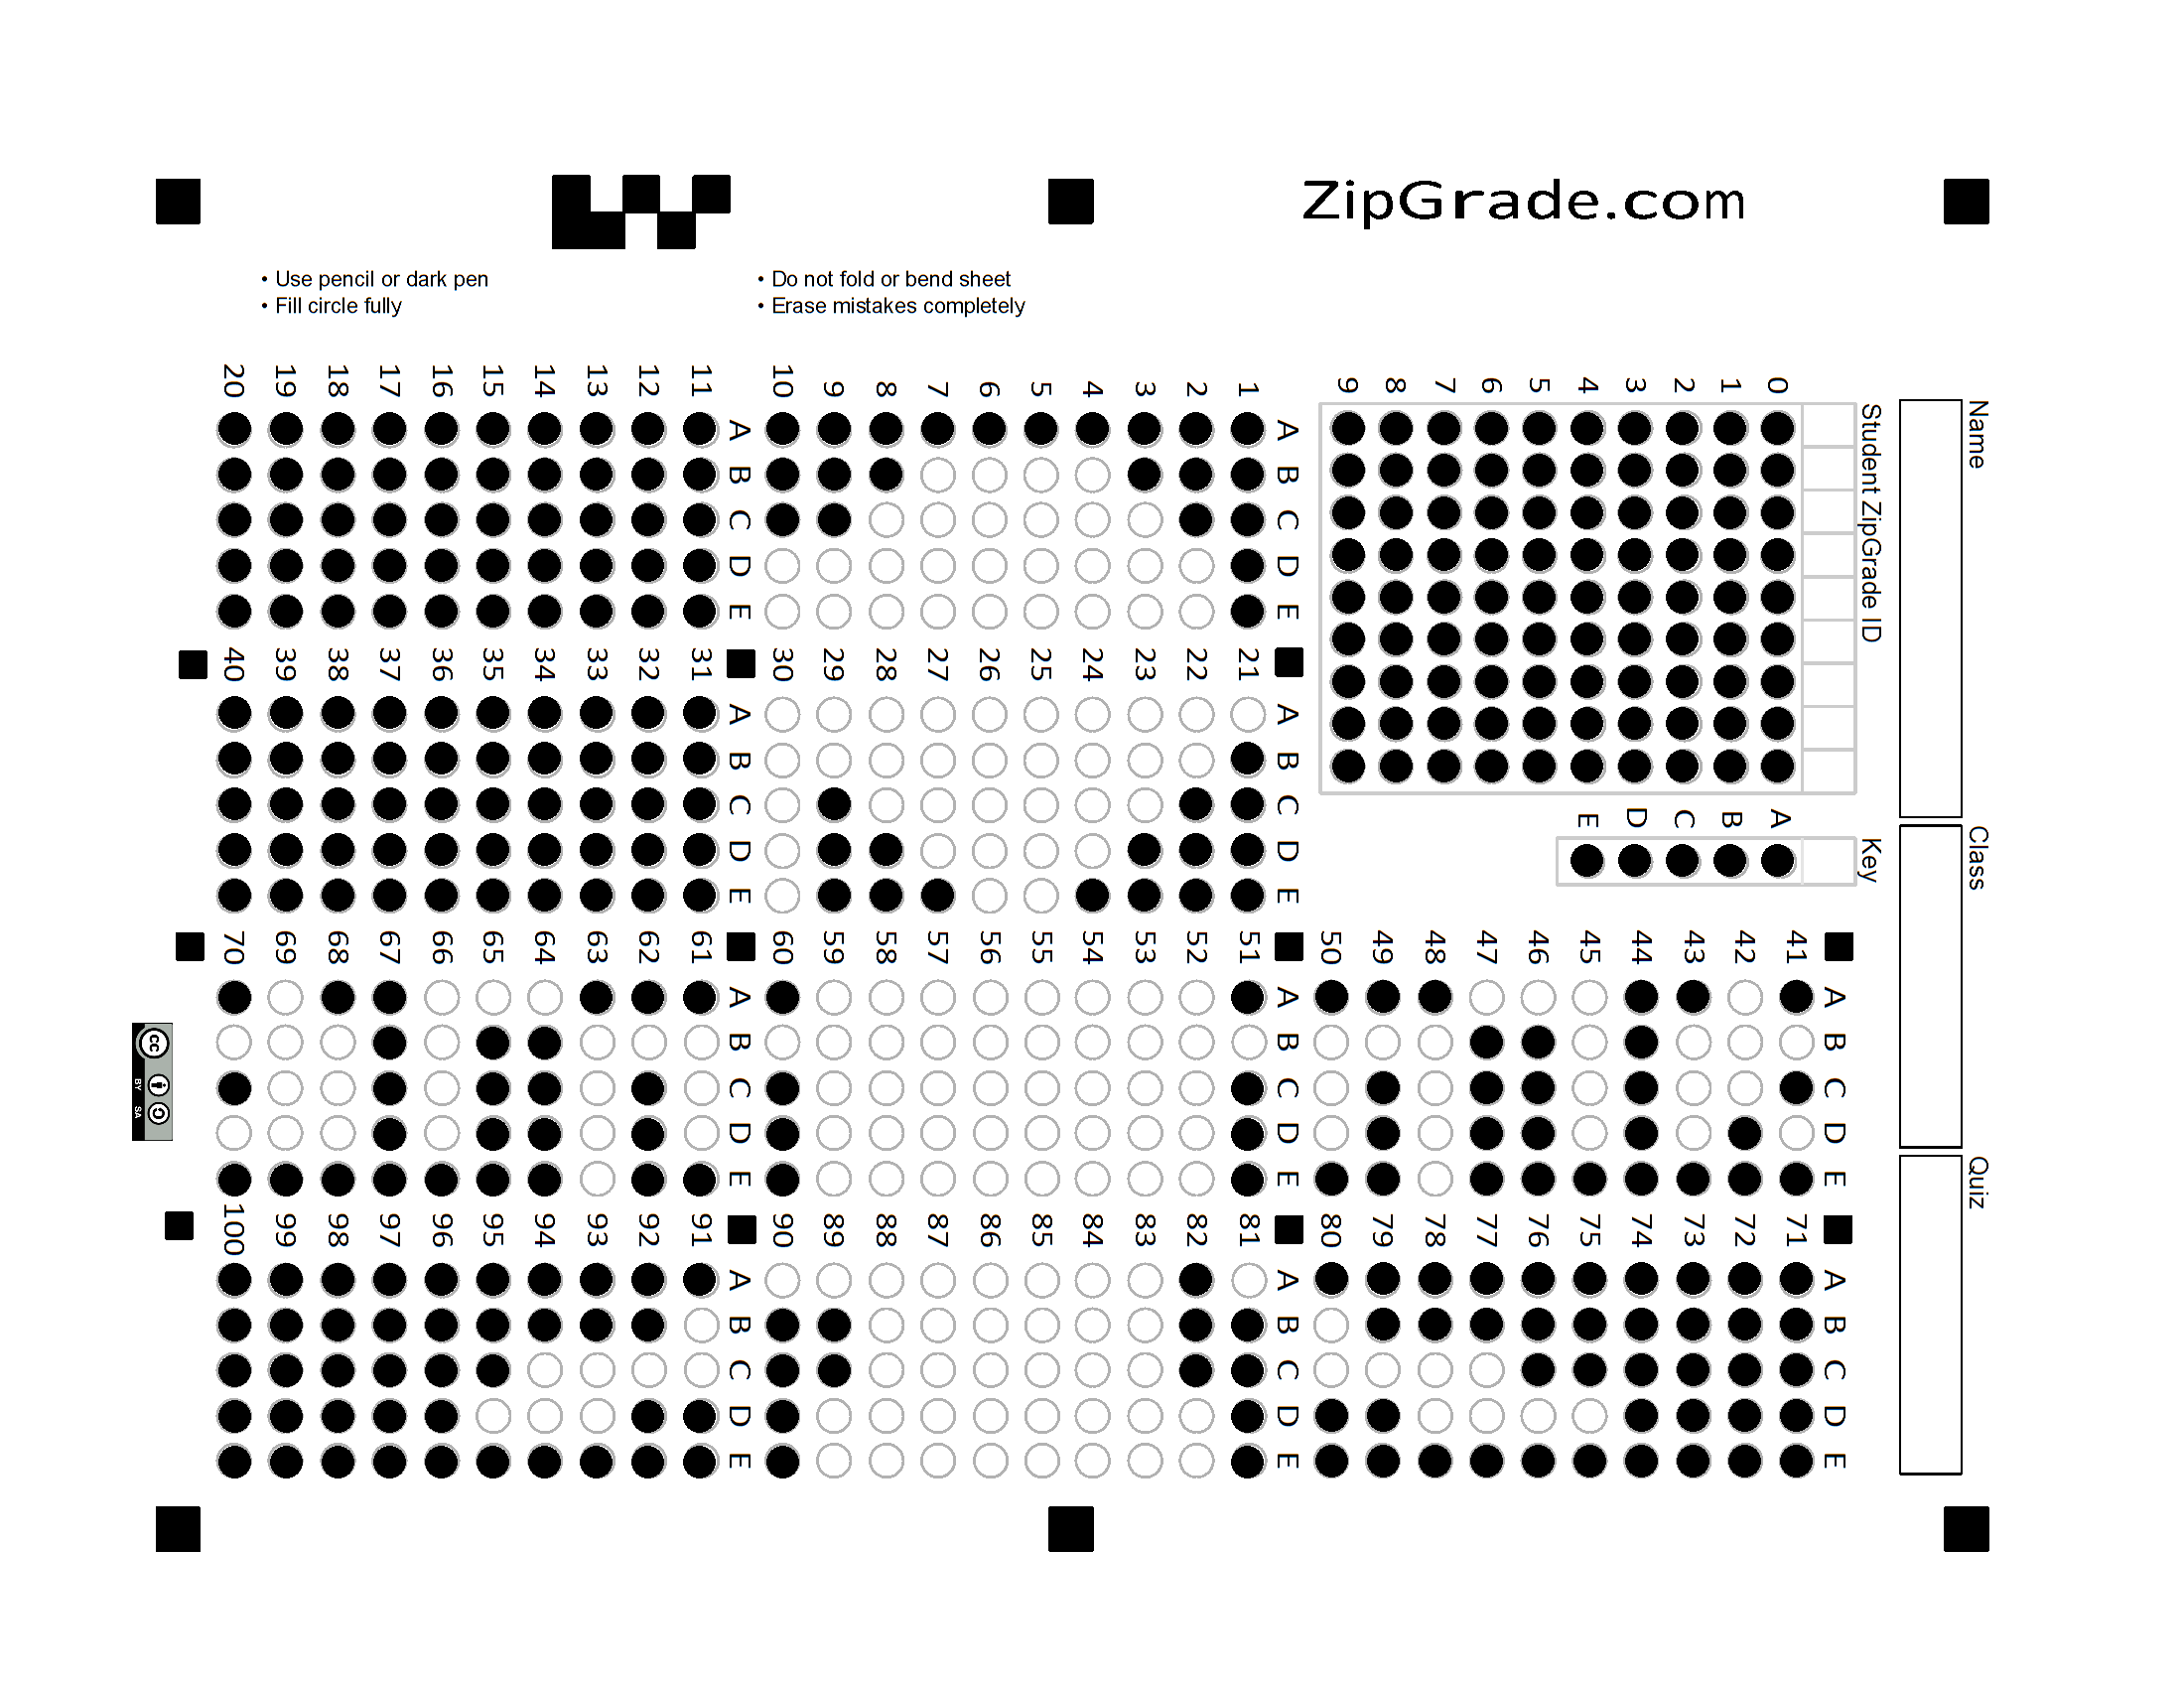 ZipGrade.com
• Use pencil or dark pen
• Fill circle fully
• Do not fold or bend sheet
• Erase mistakes completely
Name
Class
Quiz
Student ZipGrade ID
0 1 2 3 4 5 6 7 8 9
Key
A B C D E
A B C D E
1 2 3 4 5 6 7 8 9 10
A B C D E
11 12 13 14 15 16 17 18 19 20
A B C D E
21 22 23 24 25 26 27 28 29 30
A B C D E
31 32 33 34 35 36 37 38 39 40
A B C D E
41 42 43 44 45 46 47 48 49 50
A B C D E
51 52 53 54 55 56 57 58 59 60
A B C D E
61 62 63 64 65 66 67 68 69 70
A B C D E
71 72 73 74 75 76 77 78 79 80
A B C D E
81 82 83 84 85 86 87 88 89 90
A B C D E
91 92 93 94 95 96 97 98 99 100
cc
BY SA